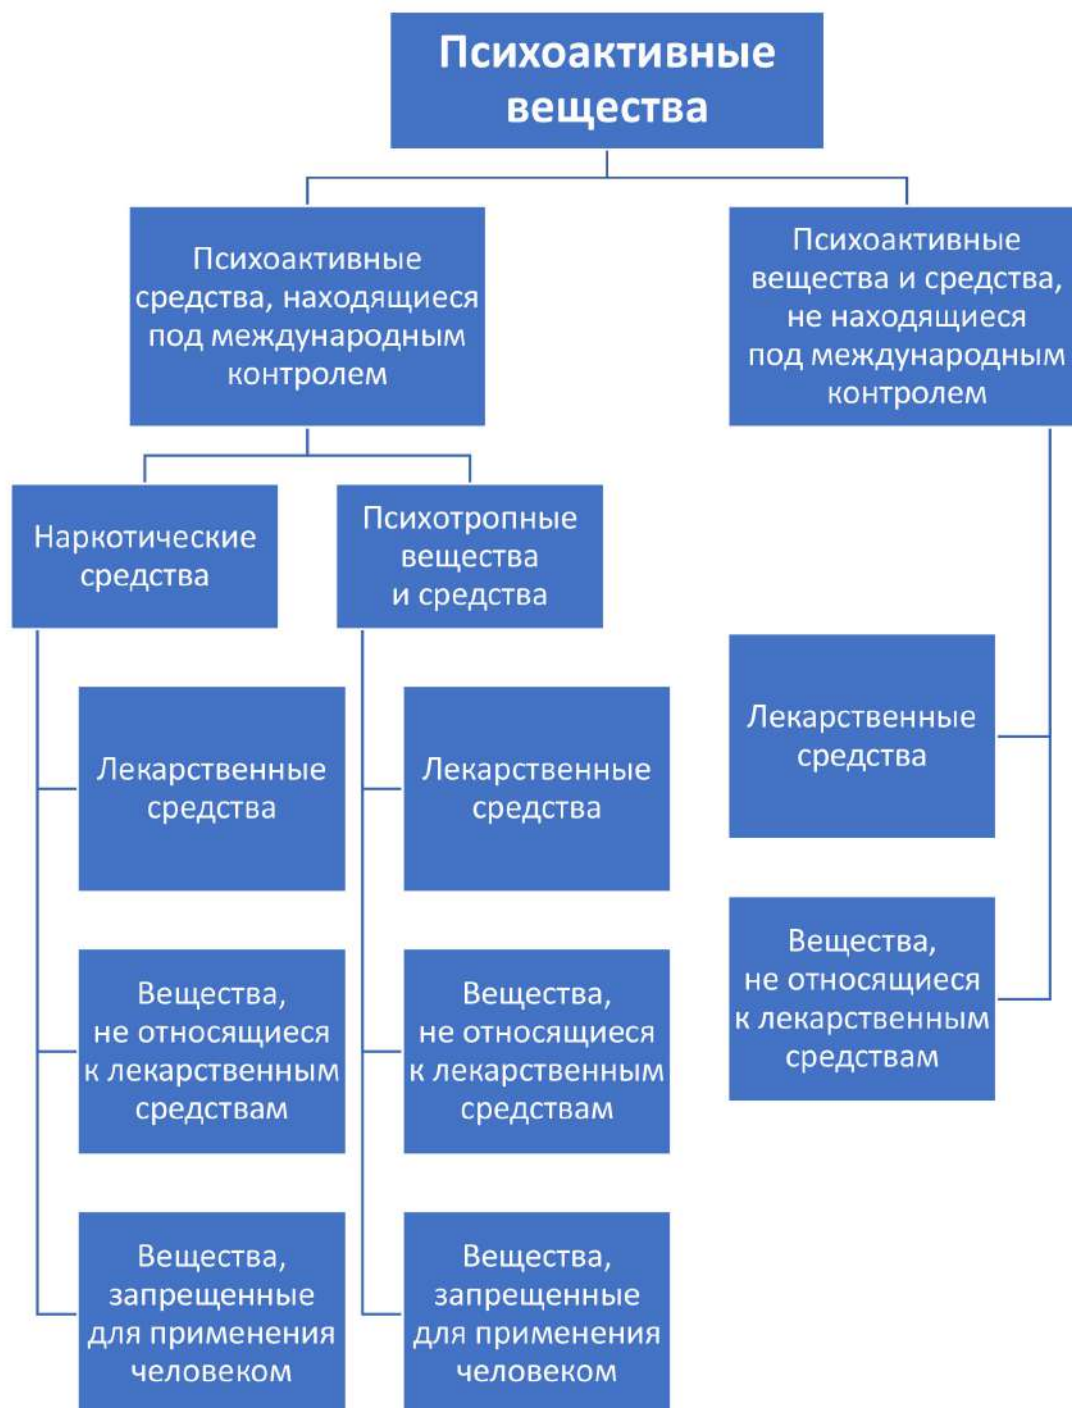 Психоактивные
вещества
Психоактивные
средства, находящиеся
под международным
контролем
Психоактивные
вещества и средства,
не находящиеся
под международным
контролем
Наркотические
средства
Психотропные
вещества
и средства
Лекарственные
средства
Вещества,
не относящиеся
к лекарственным
средствам
Вещества,
запрещенные
для применения
человеком
Лекарственные
средства
Вещества,
не относящиеся
к лекарственным
средствам
Вещества,
запрещенные
для применения
человеком
Лекарственные
средства
Вещества,
не относящиеся
к лекарственным
средствам